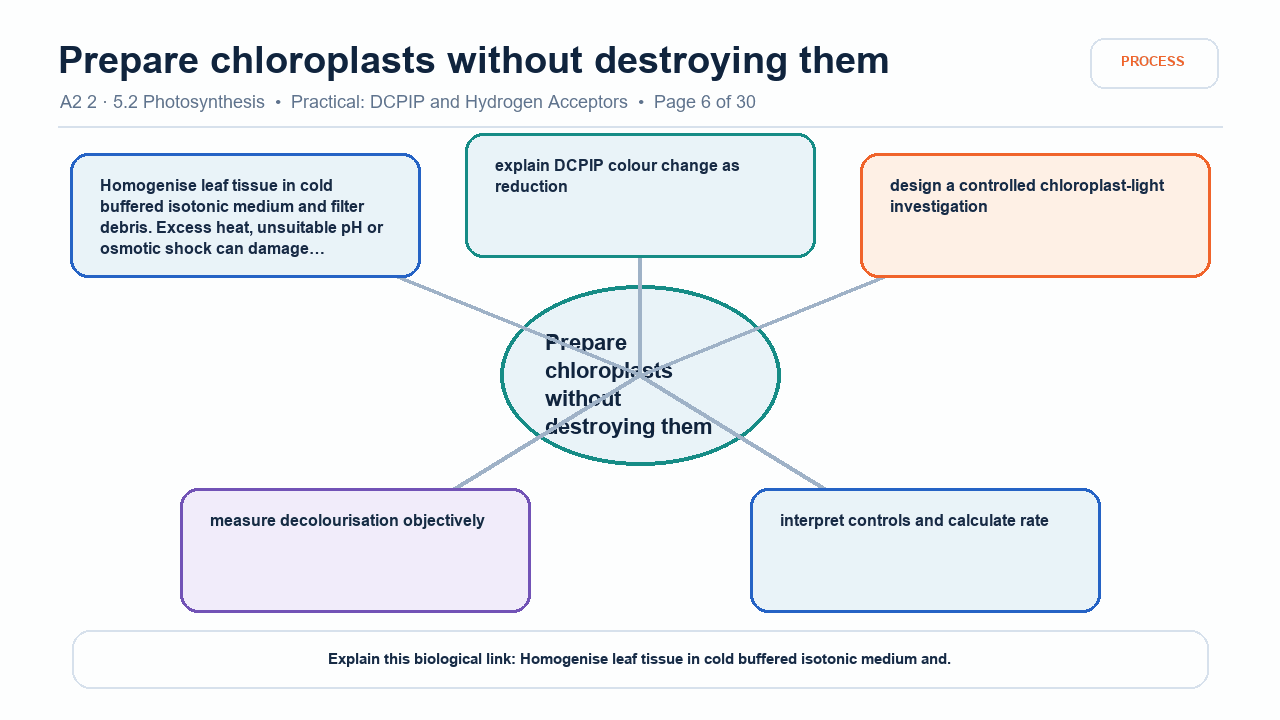 Prepare chloroplasts without destroying them
PROCESS
A2 2 · 5.2 Photosynthesis • Practical: DCPIP and Hydrogen Acceptors • Page 6 of 30
Homogenise leaf tissue in cold
buffered isotonic medium and filter
debris. Excess heat, unsuitable pH or
osmotic shock can damage…
explain DCPIP colour change as
reduction
design a controlled chloroplast-light
investigation
Prepare
chloroplasts
without
destroying them
measure decolourisation objectively
interpret controls and calculate rate
Explain this biological link: Homogenise leaf tissue in cold buffered isotonic medium and.